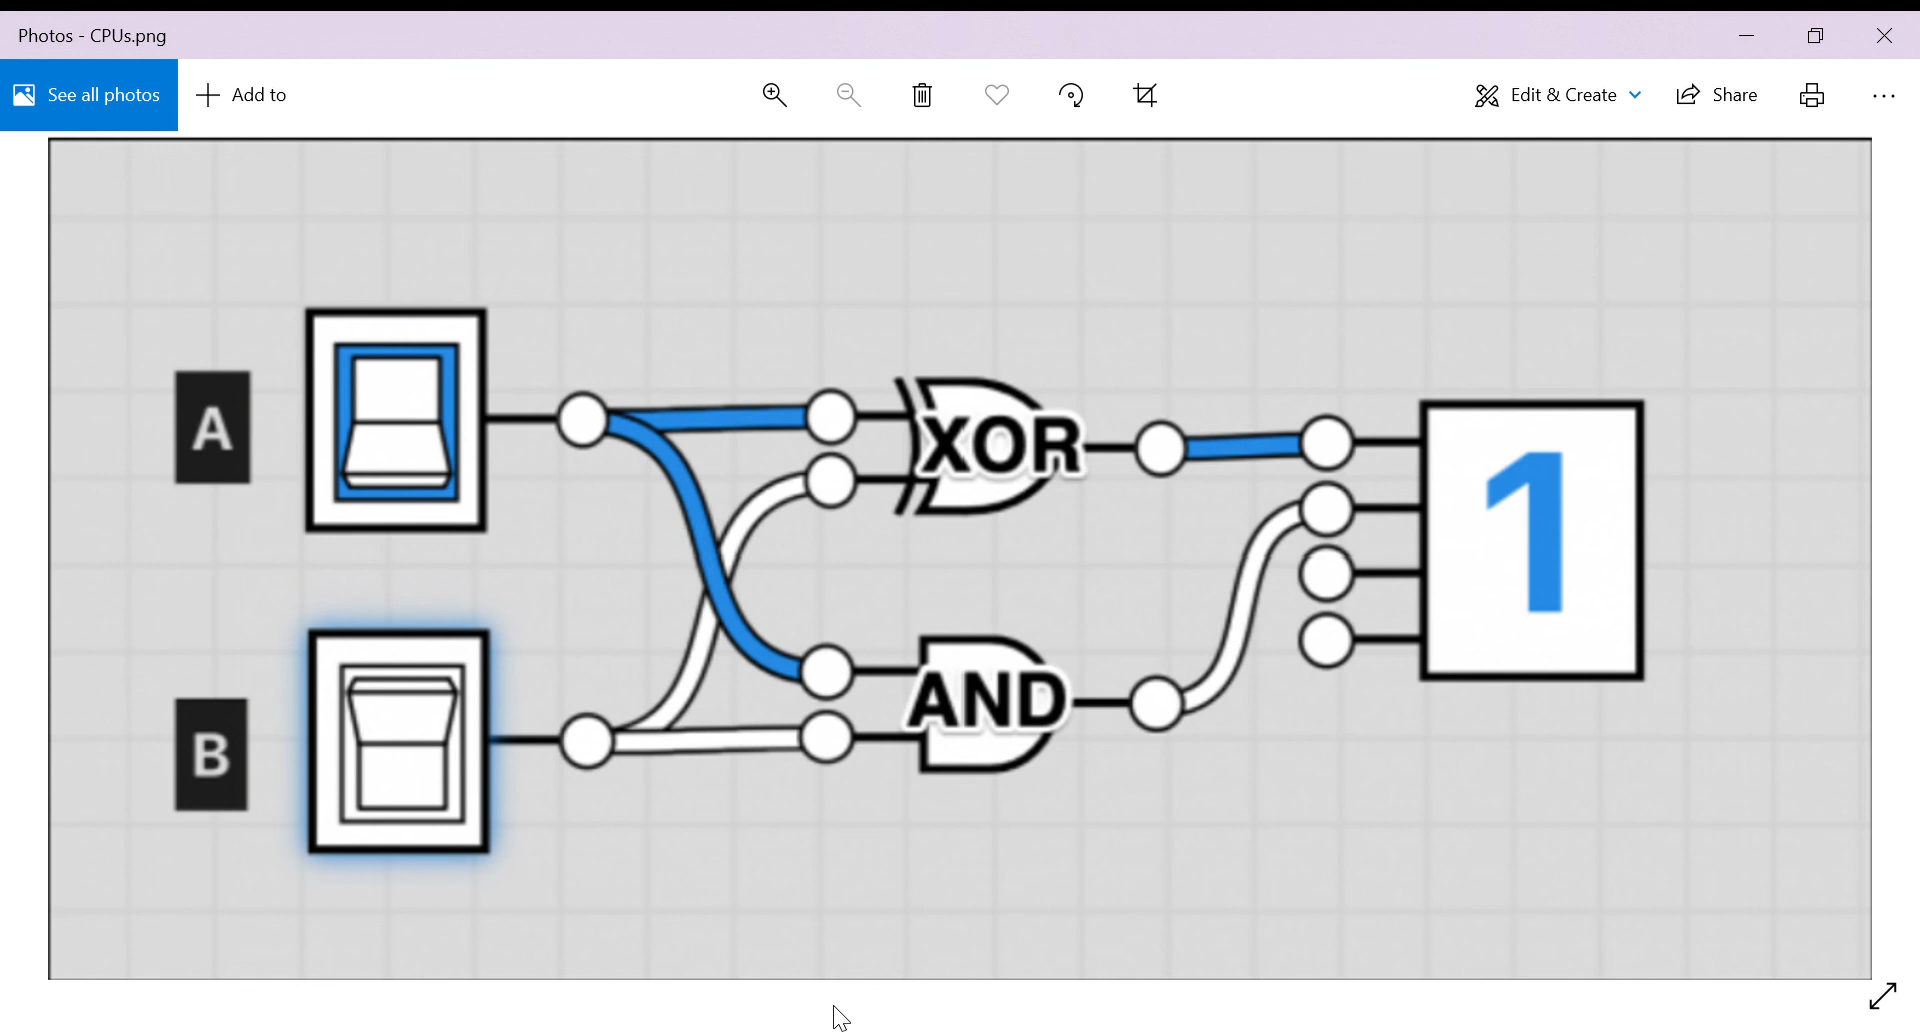 Photos - CPUs.png
See all photos
Add to
Edit & Create
Share
A
XOR
1
AND
B